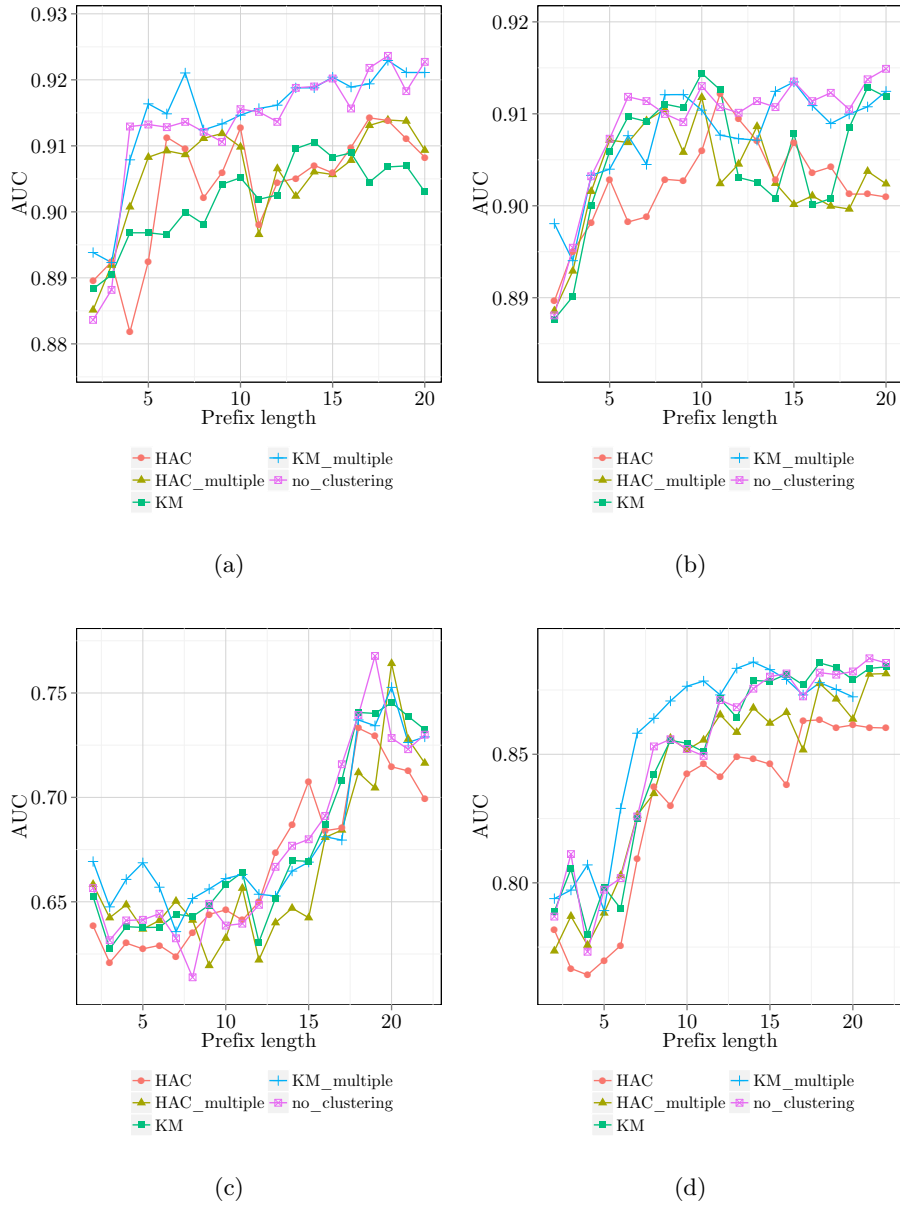 0.93
0.92
0.91
0.90
0.89
0.88
AUC
5 10 15 20
Prefix length
HAC KM_multiple
HAC_multiple no_clustering
KM
(a)
0.92
0.91
0.90
0.89
AUC
5 10 15 20
Prefix length
HAC KM_multiple
HAC_multiple no_clustering
KM
(b)
0.75
0.70
0.65
AUC
5 10 15 20
Prefix length
HAC KM_multiple
HAC_multiple no_clustering
KM
(c)
0.85
0.80
AUC
5 10 15 20
Prefix length
HAC KM_multiple
HAC_multiple no_clustering
KM
(d)